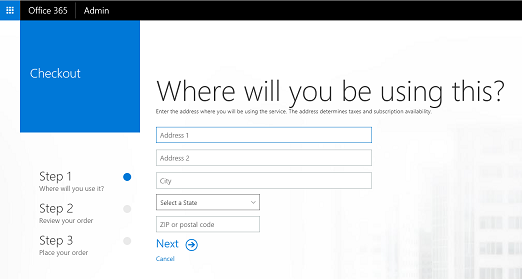 Office 365 Admin
Checkout
Where will you be using this?
Enter the address where you will be using the service. The address determines taxes and subscription availability.
Address 1
Address 2
City
Select a State
ZIP or postal code
Next
Cancel
Step 1
Where will you use it?
Step 2
Review your order
Step 3
Place your order